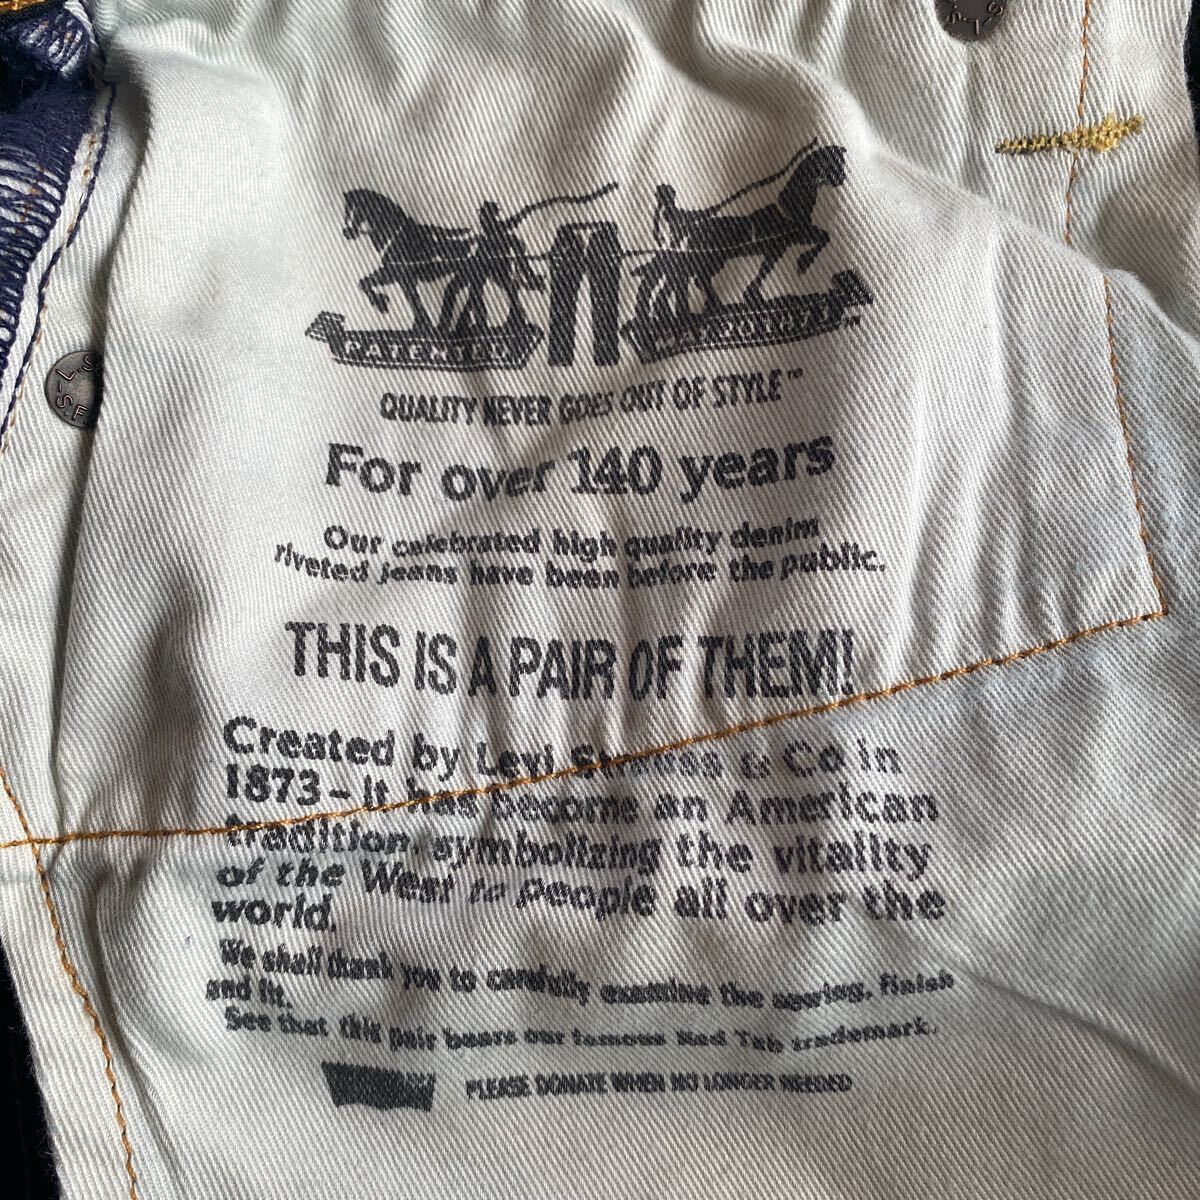 PATENTED
QUALITY NEVER GOES OUT OF STYLE™
For over 140 years
Our celebrated high quality denim
riveted jeans have been before the public.
THIS IS A PAIR OF THEM!
Created by Levi Strauss & Co in
1873 - it has become an American
tradition, symbolizing the vitality
of the West to people all over the
world.
We shall thank you to carefully examine the sewing, finish
and fit.
See that this pair bears our famous Red Tab trademark.
PLEASE DONATE WHEN NO LONGER NEEDED
L.S
S.F